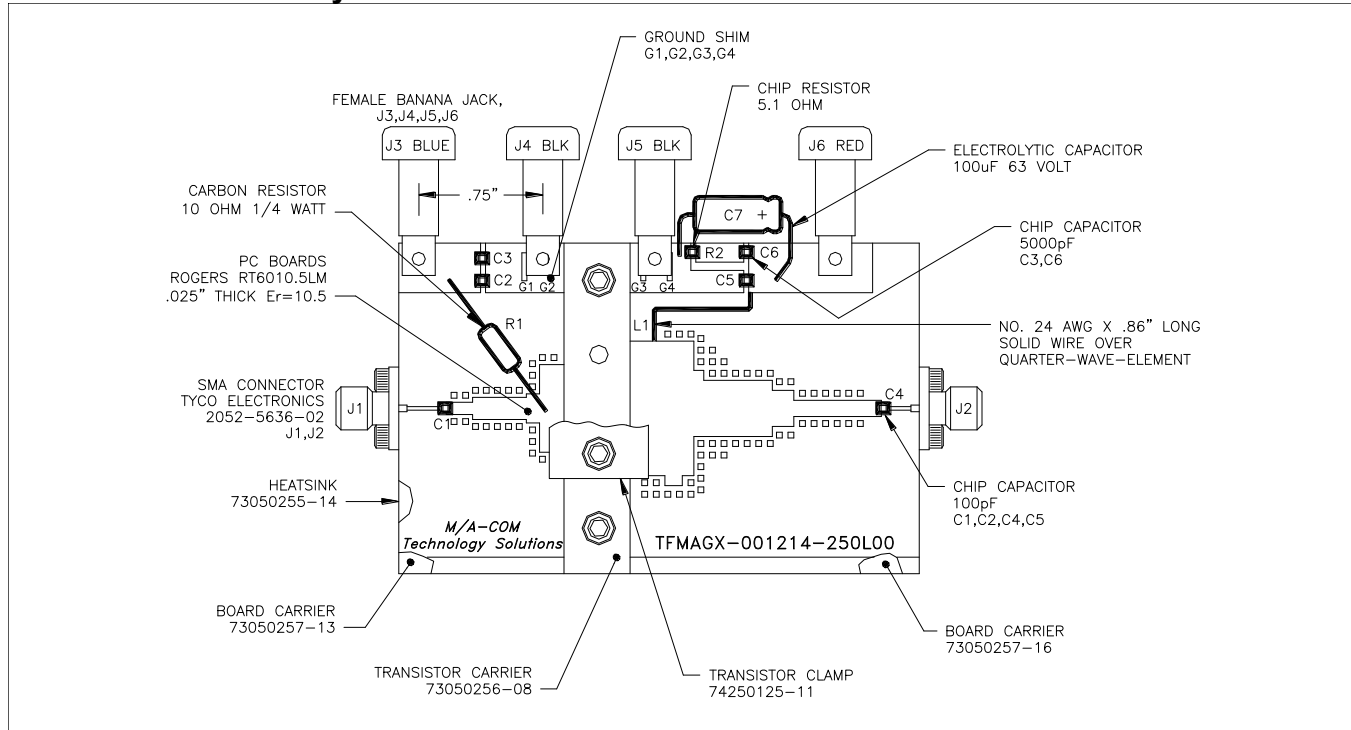 GROUND SHIM
G1,G2,G3,G4
CHIP RESISTOR
5.1 OHM
FEMALE BANANA JACK,
J3,J4,J5,J6
J3 BLUE
J4 BLK
J5 BLK
J6 RED
ELECTROLYTIC CAPACITOR
100uF 63 VOLT
CARBON RESISTOR
10 OHM 1/4 WATT
.75"
C7 +
CHIP CAPACITOR
5000pF
C3,C6
PC BOARDS
ROGERS RT6010.5LM
.025" THICK Er=10.5
C3
C2
G1 G2
G3 G4
R2
C6
C5
R1
L1
NO. 24 AWG X .86" LONG
SOLID WIRE OVER
QUARTER-WAVE-ELEMENT
SMA CONNECTOR
TYCO ELECTRONICS
2052-5636-02
J1,J2
J1
C1
C4
J2
HEATSINK
73050255-14
CHIP CAPACITOR
100pF
C1,C2,C4,C5
M/A-COM
Technology Solutions
TFMAGX-001214-250L00
BOARD CARRIER
73050257-13
BOARD CARRIER
73050257-16
TRANSISTOR CARRIER
73050256-08
TRANSISTOR CLAMP
74250125-11